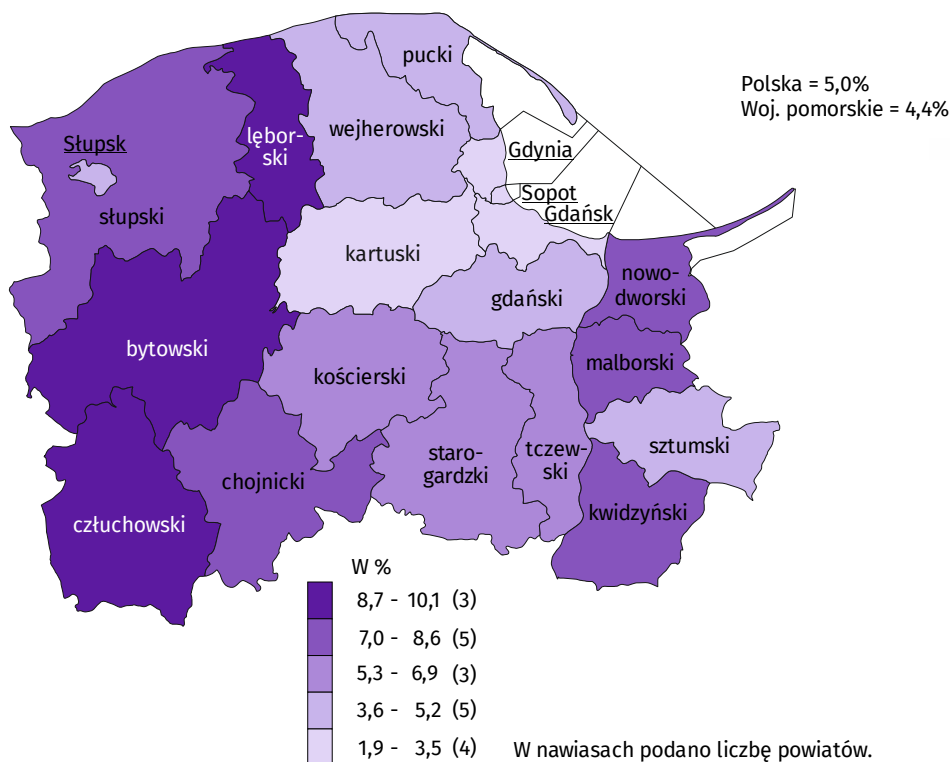 pucki
Polska = 5,0%
Woj. pomorskie = 4,4%
lębor-
ski
wejherowski
Słupsk
Gdynia
Sopot
Gdańsk
słupski
kartuski
nowo-
dworski
gdański
bytowski
kościerski
malborski
staro-
gardzki
tczew-
ski
sztumski
chojnicki
człuchowski
kwidzyński
W %
8,7 - 10,1 (3)
7,0 - 8,6 (5)
5,3 - 6,9 (3)
3,6 - 5,2 (5)
1,9 - 3,5 (4)
W nawiasach podano liczbę powiatów.